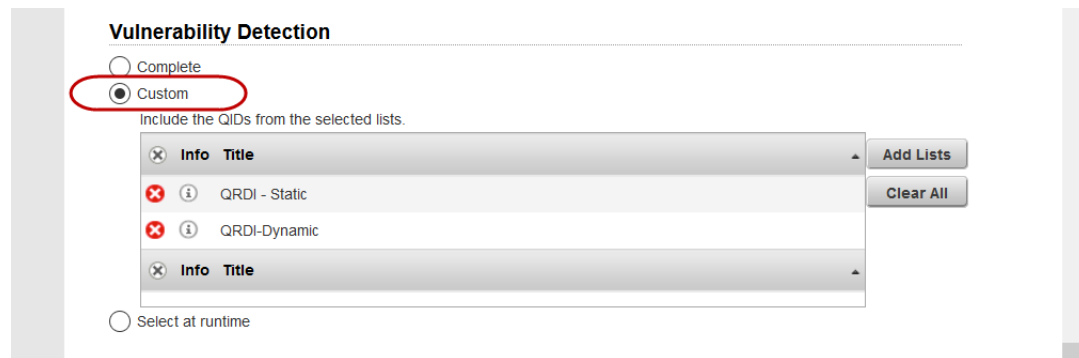 Vulnerability Detection
Complete
Custom
Include the QIDs from the selected lists.
Info Title
Add Lists
QRDI - Static
Clear All
QRDI-Dynamic
Info Title
Select at runtime